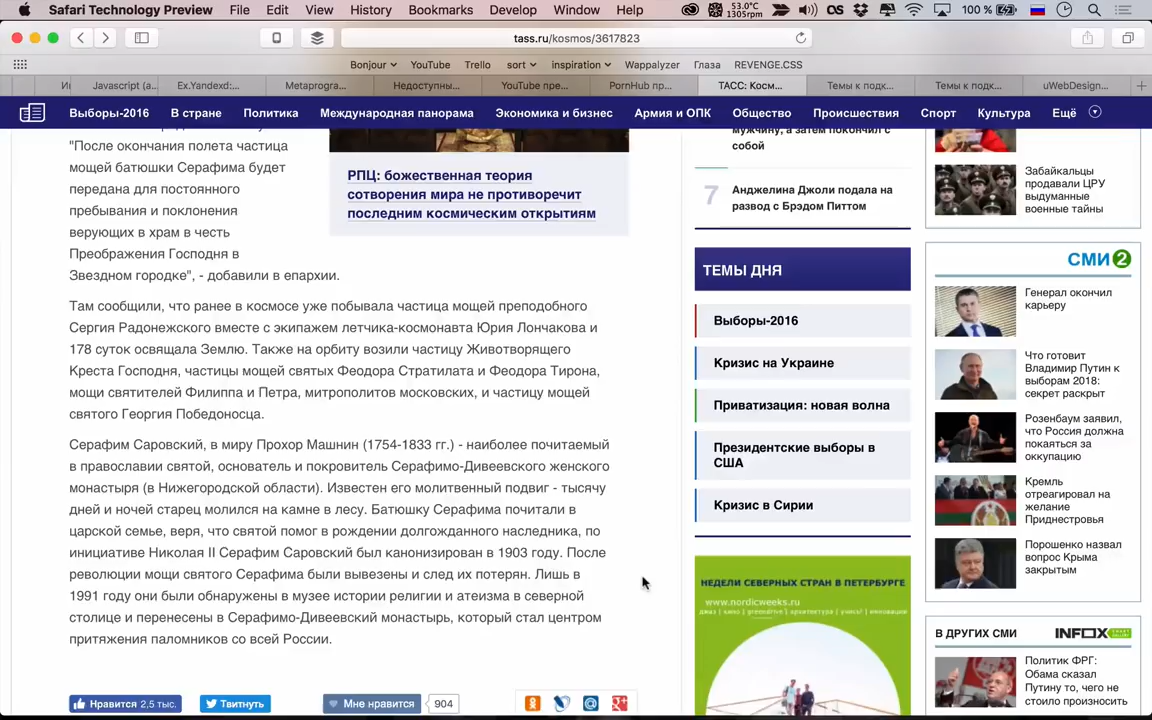 Safari Technology Preview File Edit View History Bookmarks Develop Window Help 53.0°C 1305rpm 100 %
tass.ru/kosmos/3617823
Bonjour YouTube Trello sort inspiration Wappalyzer Глаза REVENGE.CSS
Javascript (a... Ex.Yandexd:... Metaprogra... Недоступны... YouTube пре... PornHub пр... ТАСС: Косм... Темы к подк... Темы к подк... uWebDesign...
Выборы-2016 В стране Политика Международная панорама Экономика и бизнес Армия и ОПК Общество Происшествия Спорт Культура Ещё
"После окончания полета частица
мощей батюшки Серафима будет
передана для постоянного
пребывания и поклонения
верующих в храм в честь
Преображения Господня в
Звездном городке", - добавили в епархии.
РПЦ: божественная теория
сотворения мира не противоречит
последним космическим открытиям
Там сообщили, что ранее в космосе уже побывала частица мощей преподобного
Сергия Радонежского вместе с экипажем летчика-космонавта Юрия Лончакова и
178 суток освящала Землю. Также на орбиту возили частицу Животворящего
Креста Господня, частицы мощей святых Феодора Стратилата и Феодора Тирона,
мощи святителей Филиппа и Петра, митрополитов московских, и частицу мощей
святого Георгия Победоносца.
Серафим Саровский, в миру Прохор Машнин (1754-1833 гг.) - наиболее почитаемый
в православии святой, основатель и покровитель Серафимо-Дивеевского женского
монастыря (в Нижегородской области). Известен его молитвенный подвиг - тысячу
дней и ночей старец молился на камне в лесу. Батюшку Серафима почитали в
царской семье, веря, что святой помог в рождении долгожданного наследника, по
инициативе Николая II Серафим Саровский был канонизирован в 1903 году. После
революции мощи святого Серафима были вывезены и след их потерян. Лишь в
1991 году они были обнаружены в музее истории религии и атеизма в северной
столице и перенесены в Серафимо-Дивеевский монастырь, который стал центром
притяжения паломников со всей России.
Нравится 2,5 тыс. Твитнуть Мне нравится 904
мужчину, а затем покончил с
собой
7 Анджелина Джоли подала на
развод с Брэдом Питтом
ТЕМЫ ДНЯ
Выборы-2016
Кризис на Украине
Приватизация: новая волна
Президентские выборы в
США
Кризис в Сирии
НЕДЕЛИ СЕВЕРНЫХ СТРАН В ПЕТЕРБУРГЕ
www.nordicweeks.ru
Забайкальцы
продавали ЦРУ
выдуманные
военные тайны
СМИ 2
Генерал окончил
карьеру
Что готовит
Владимир Путин к
выборам 2018:
секрет раскрыт
Розенбаум заявил,
что Россия должна
покаяться за
оккупацию
Кремль
отреагировал на
желание
Приднестровья
Порошенко назвал
вопрос Крыма
закрытым
В ДРУГИХ СМИ INFOX
Политик ФРГ:
Обама сказал
Путину то, чего не
стоило произносить